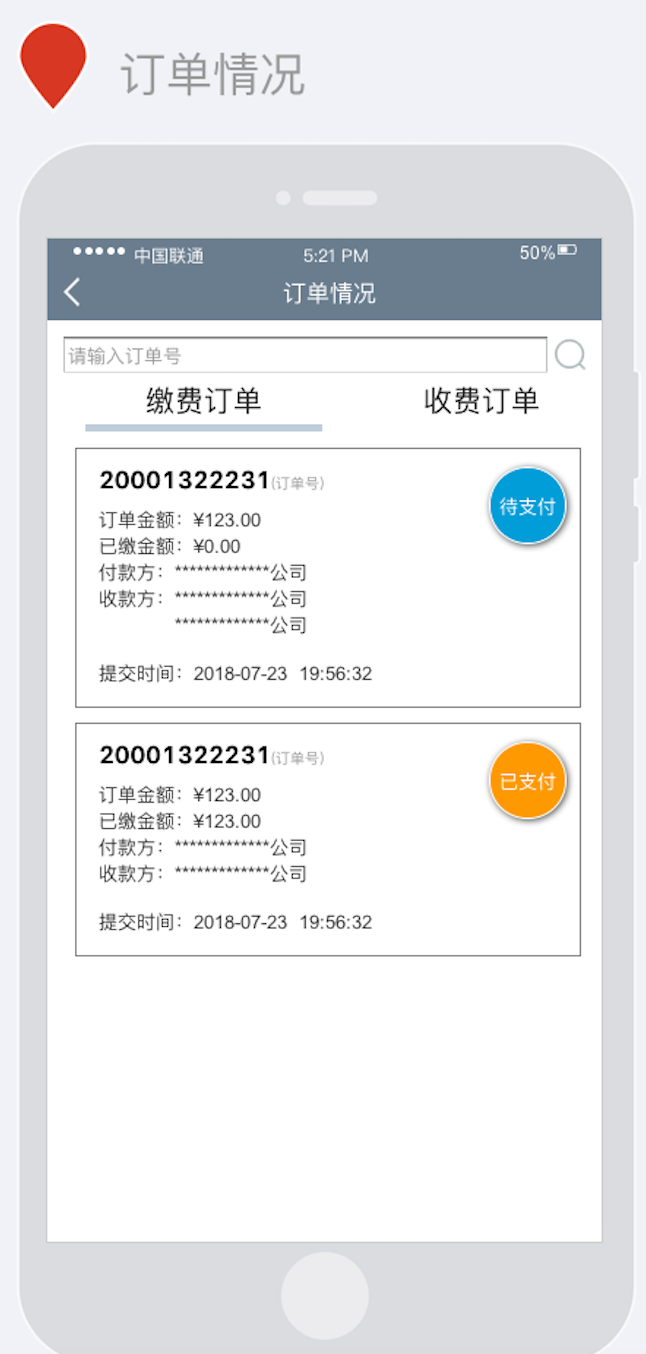 订单情况
中国联通 5:21 PM 50%
订单情况
请输入订单号
缴费订单 收费订单
20001322231(订单号)
待支付
订单金额：¥123.00
已缴金额：¥0.00
付款方：*************公司
收款方：*************公司
*************公司
提交时间：2018-07-23 19:56:32
20001322231(订单号)
已支付
订单金额：¥123.00
已缴金额：¥123.00
付款方：*************公司
收款方：*************公司
提交时间：2018-07-23 19:56:32